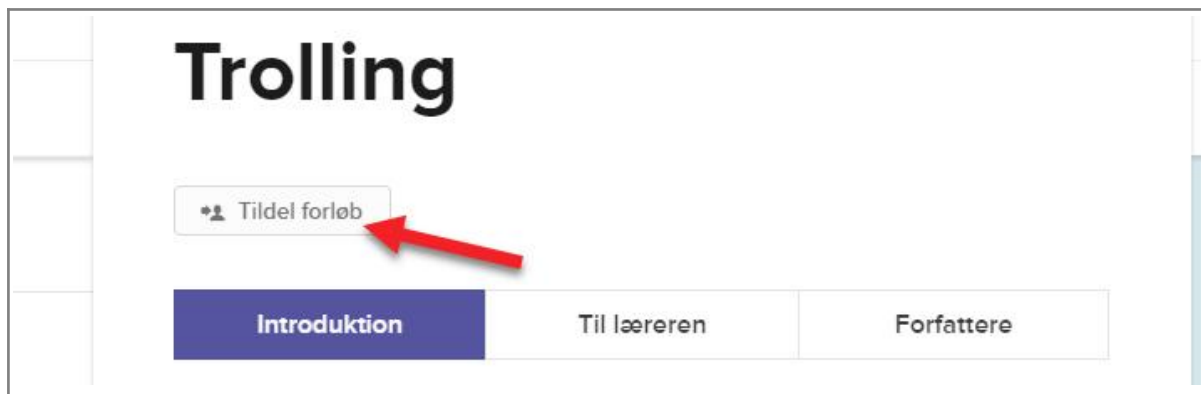 Trolling
Tildel forløb
Introduktion
Til læreren
Forfattere